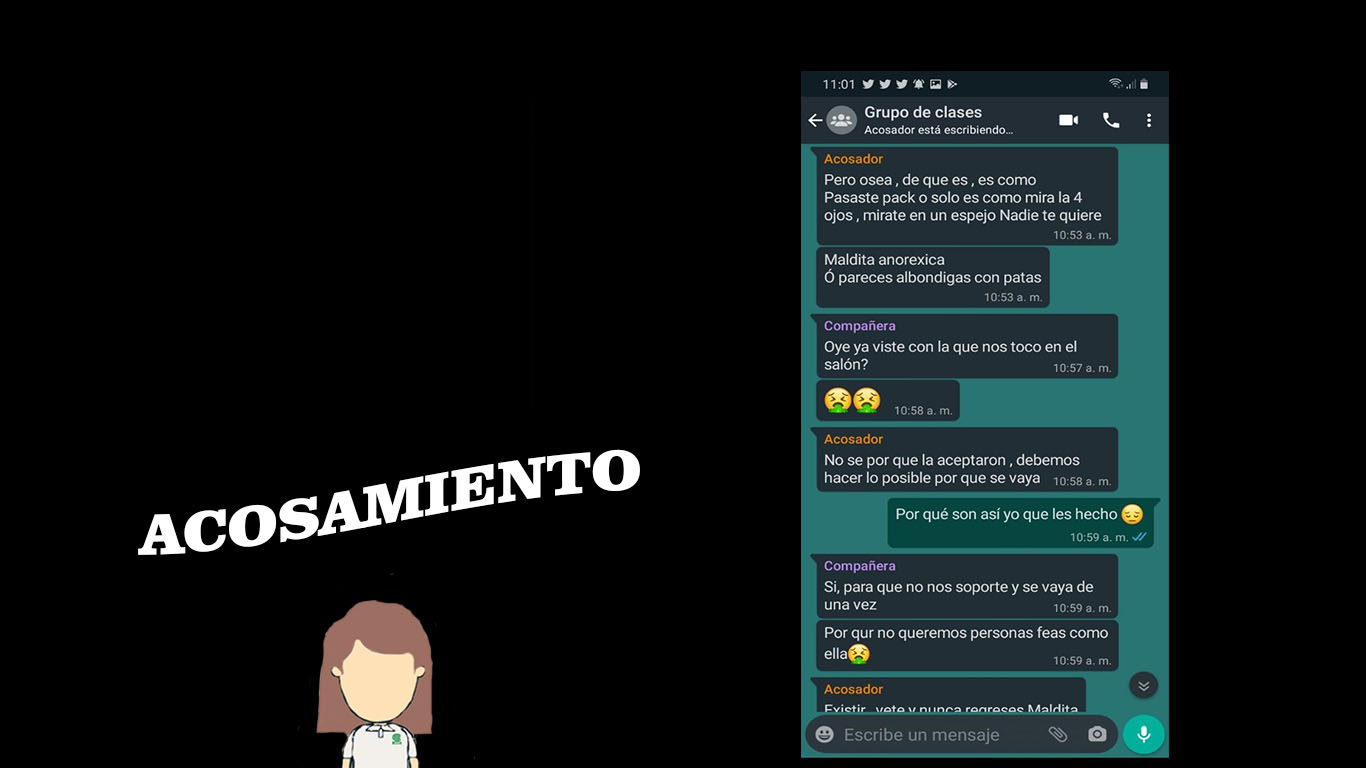 ACOSAMIENTO
11:01
Grupo de clases
Acosador está escribiendo...
Acosador
Pero osea , de que es , es como
Pasaste pack o solo es como mira la 4
ojos , mirate en un espejo Nadie te quiere
10:53 a. m.
Maldita anorexica
Ó pareces albondigas con patas
10:53 a. m.
Compañera
Oye ya viste con la que nos toco en el
salón?
10:57 a. m.
🤮🤮 10:58 a. m.
Acosador
No se por que la aceptaron , debemos
hacer lo posible por que se vaya 10:58 a. m.
Por qué son así yo que les hecho 😔
10:59 a. m.
Compañera
Si, para que no nos soporte y se vaya de
una vez 10:59 a. m.
Por qur no queremos personas feas como
ella🤮 10:59 a. m.
Acosador
Existir , vete y nunca regreses Maldita
Escribe un mensaje